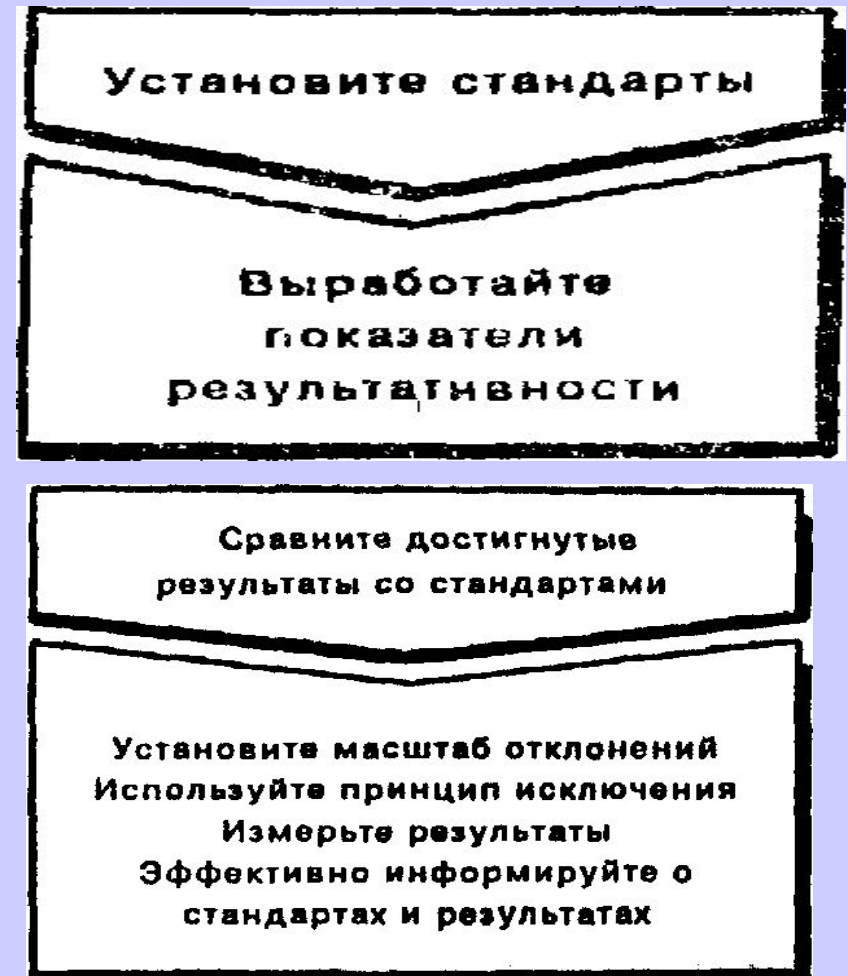 Установите стандарты
Выработайте
показатели
результативности
Сравните достигнутые
результаты со стандартами
Установите масштаб отклонений
Используйте принцип исключения
Измерьте результаты
Эффективно информируйте о
стандартах и результатах